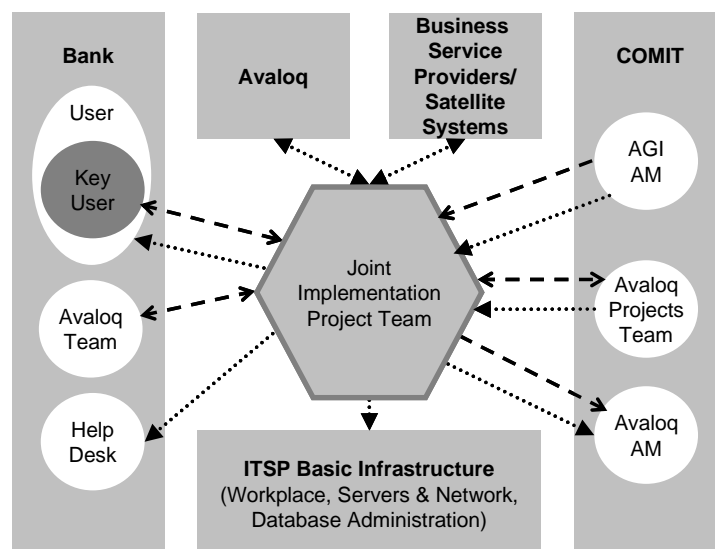 Bank
User
Key
User
Avaloq
Team
Help
Desk
Avaloq
Business
Service
Providers/
Satellite
Systems
Joint
Implementation
Project Team
ITSP Basic Infrastructure
(Workplace, Servers & Network,
Database Administration)
COMIT
AGI
AM
Avaloq
Projects
Team
Avaloq
AM